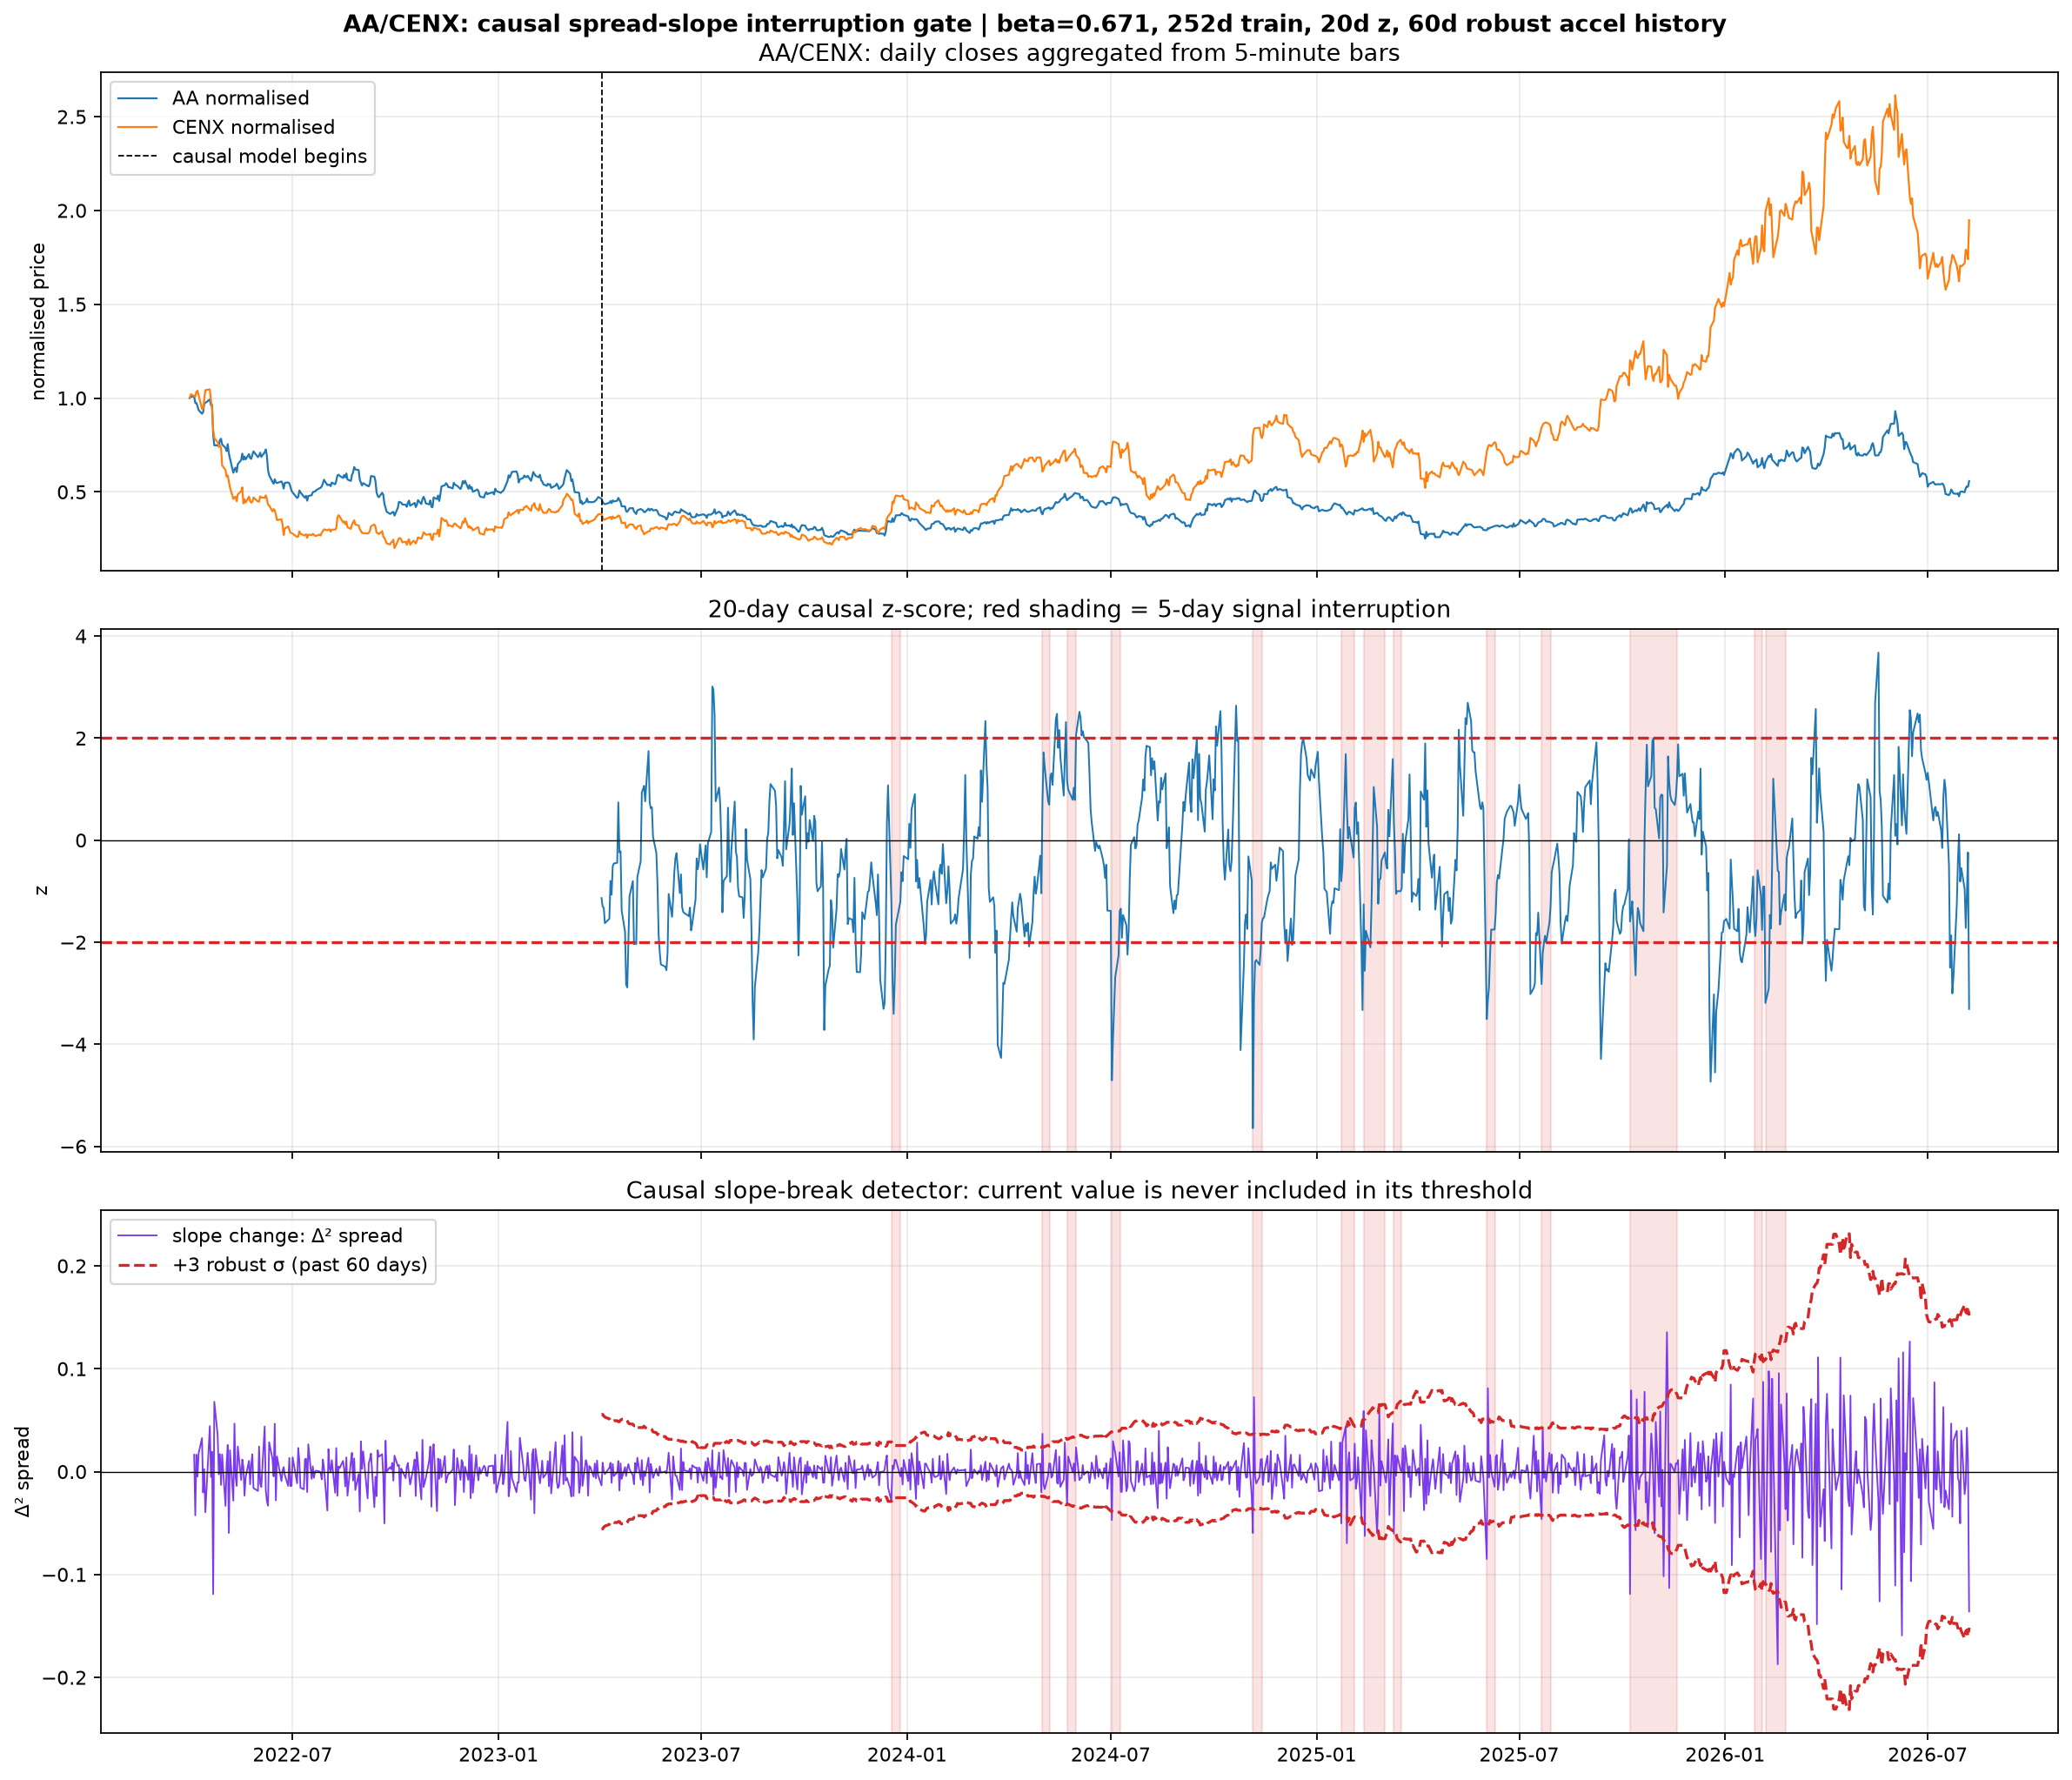 AA/CENX: causal spread-slope interruption gate | beta=0.671, 252d train, 20d z, 60d robust accel history
AA/CENX: daily closes aggregated from 5-minute bars
AA normalised
CENX normalised
causal model begins
normalised price
2.5
2.0
1.5
1.0
0.5
20-day causal z-score; red shading = 5-day signal interruption
z
4
2
0
−2
−4
−6
Causal slope-break detector: current value is never included in its threshold
slope change: Δ² spread
+3 robust σ (past 60 days)
Δ² spread
0.2
0.1
0.0
−0.1
−0.2
2022-07
2023-01
2023-07
2024-01
2024-07
2025-01
2025-07
2026-01
2026-07